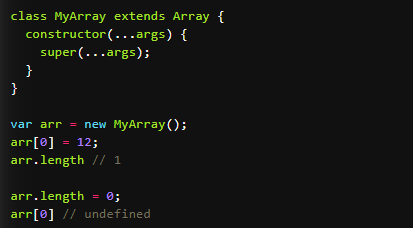 class MyArray extends Array {
  constructor(...args) {
    super(...args);
  }
}

var arr = new MyArray();
arr[0] = 12;
arr.length // 1

arr.length = 0;
arr[0] // undefined